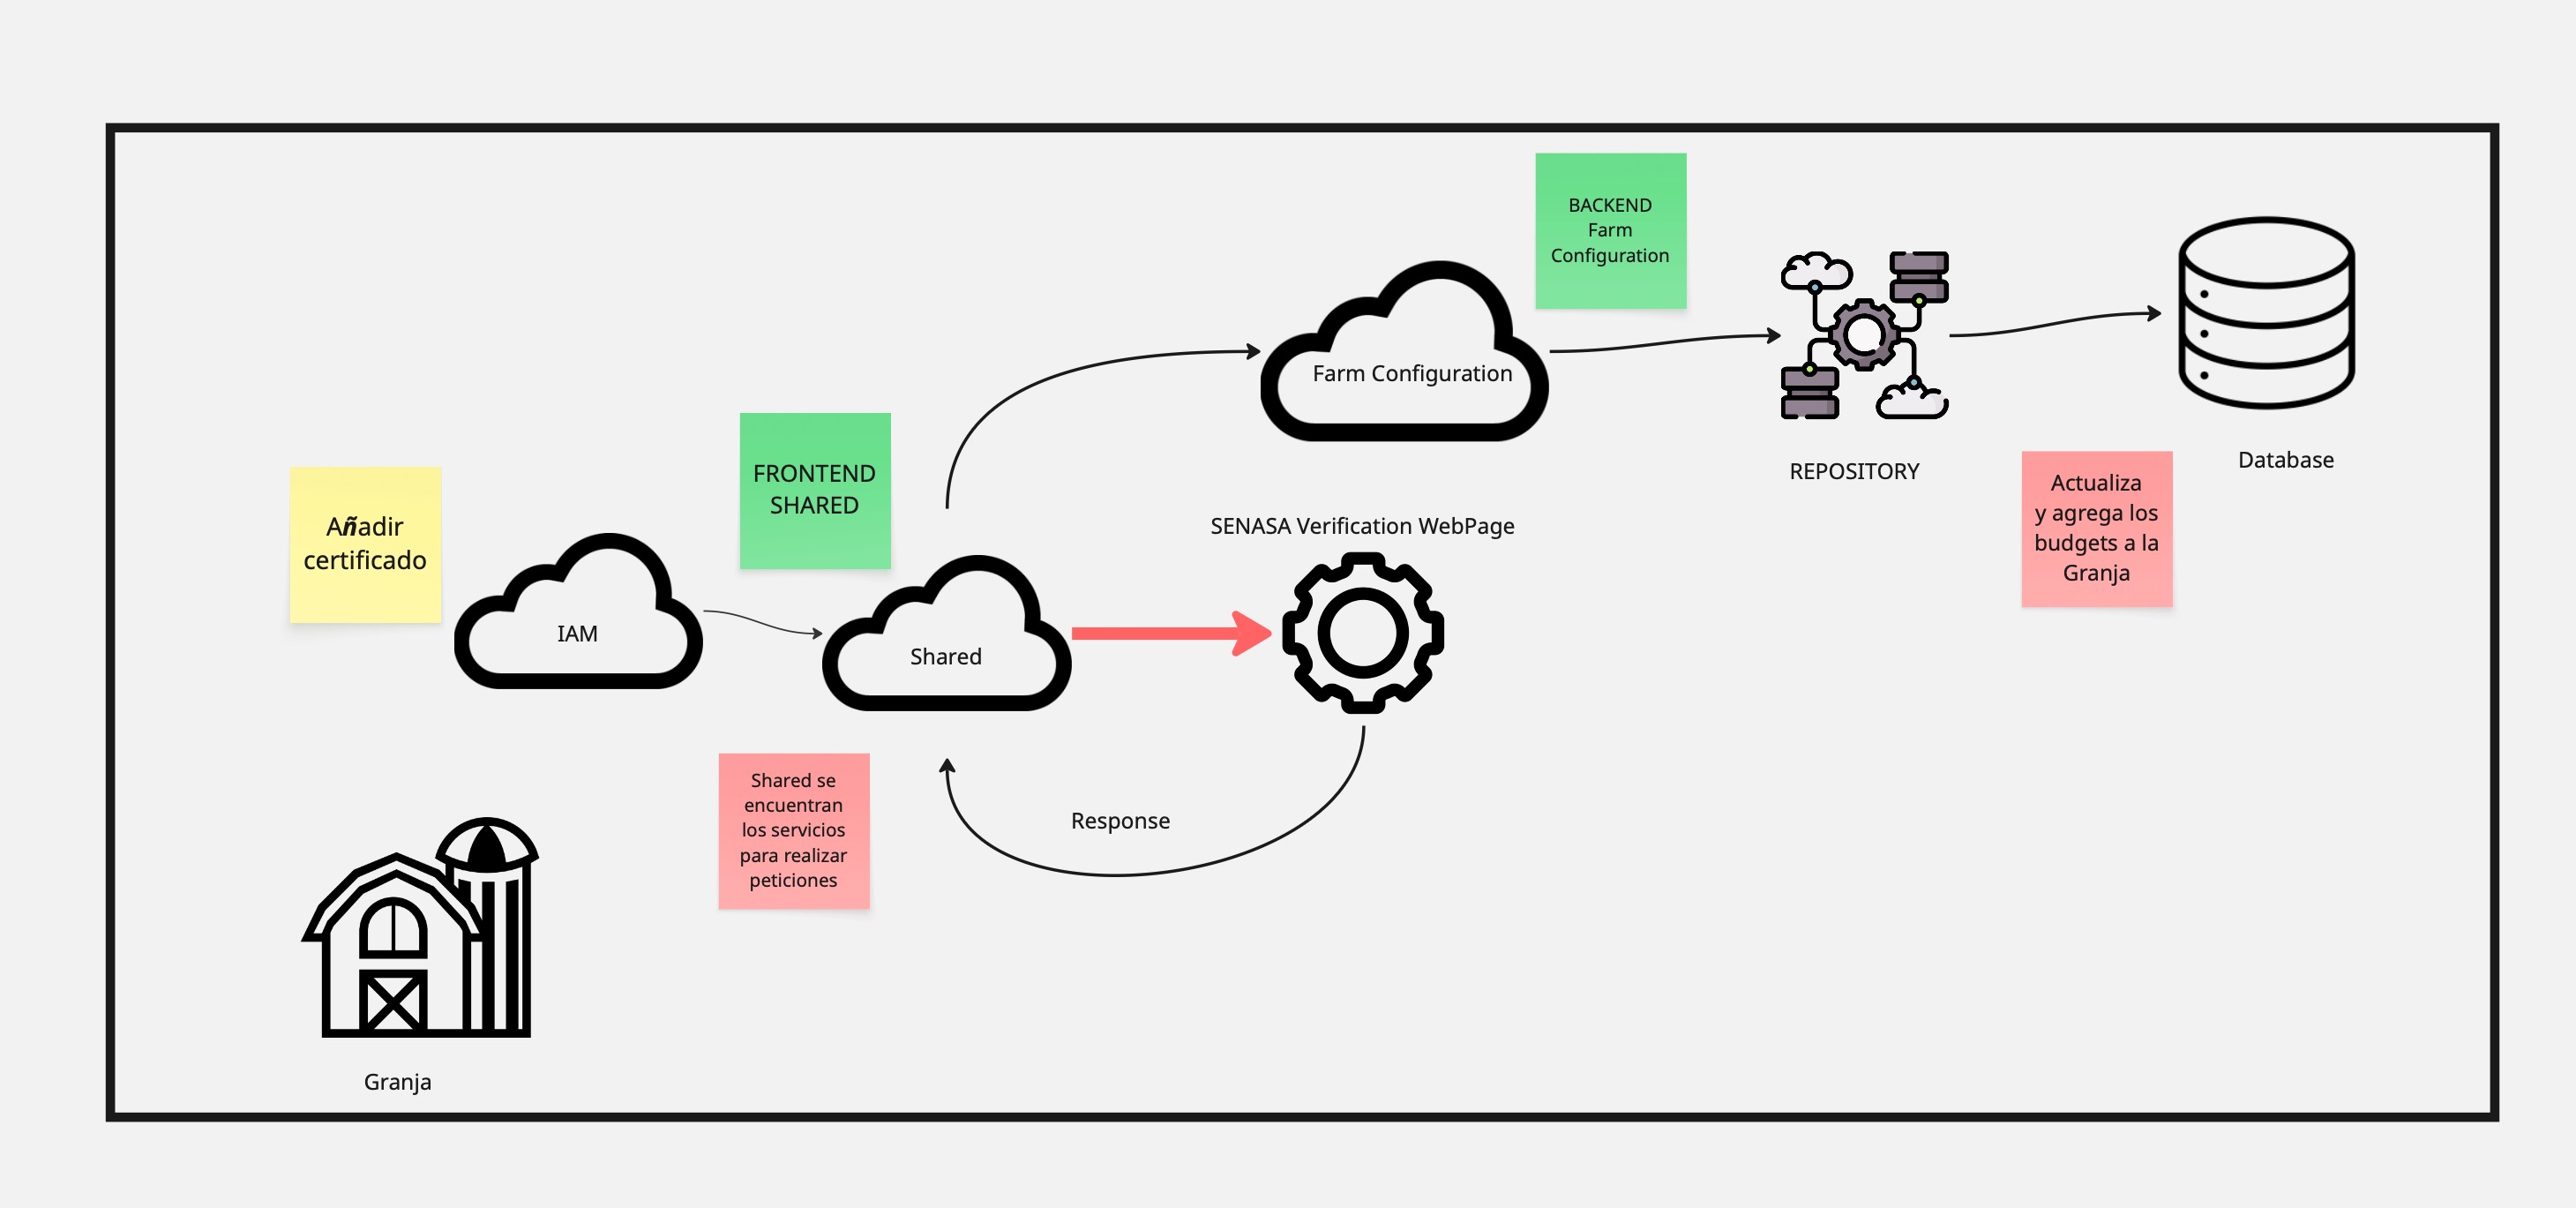 BACKEND
Farm
Configuration
Farm Configuration
REPOSITORY
Database
Actualiza
y agrega los
budgets a la
Granja
FRONTEND
SHARED
Añadir
certificado
IAM
Shared
SENASA Verification WebPage
Shared se
encuentran
los servicios
para realizar
peticiones
Response
Granja